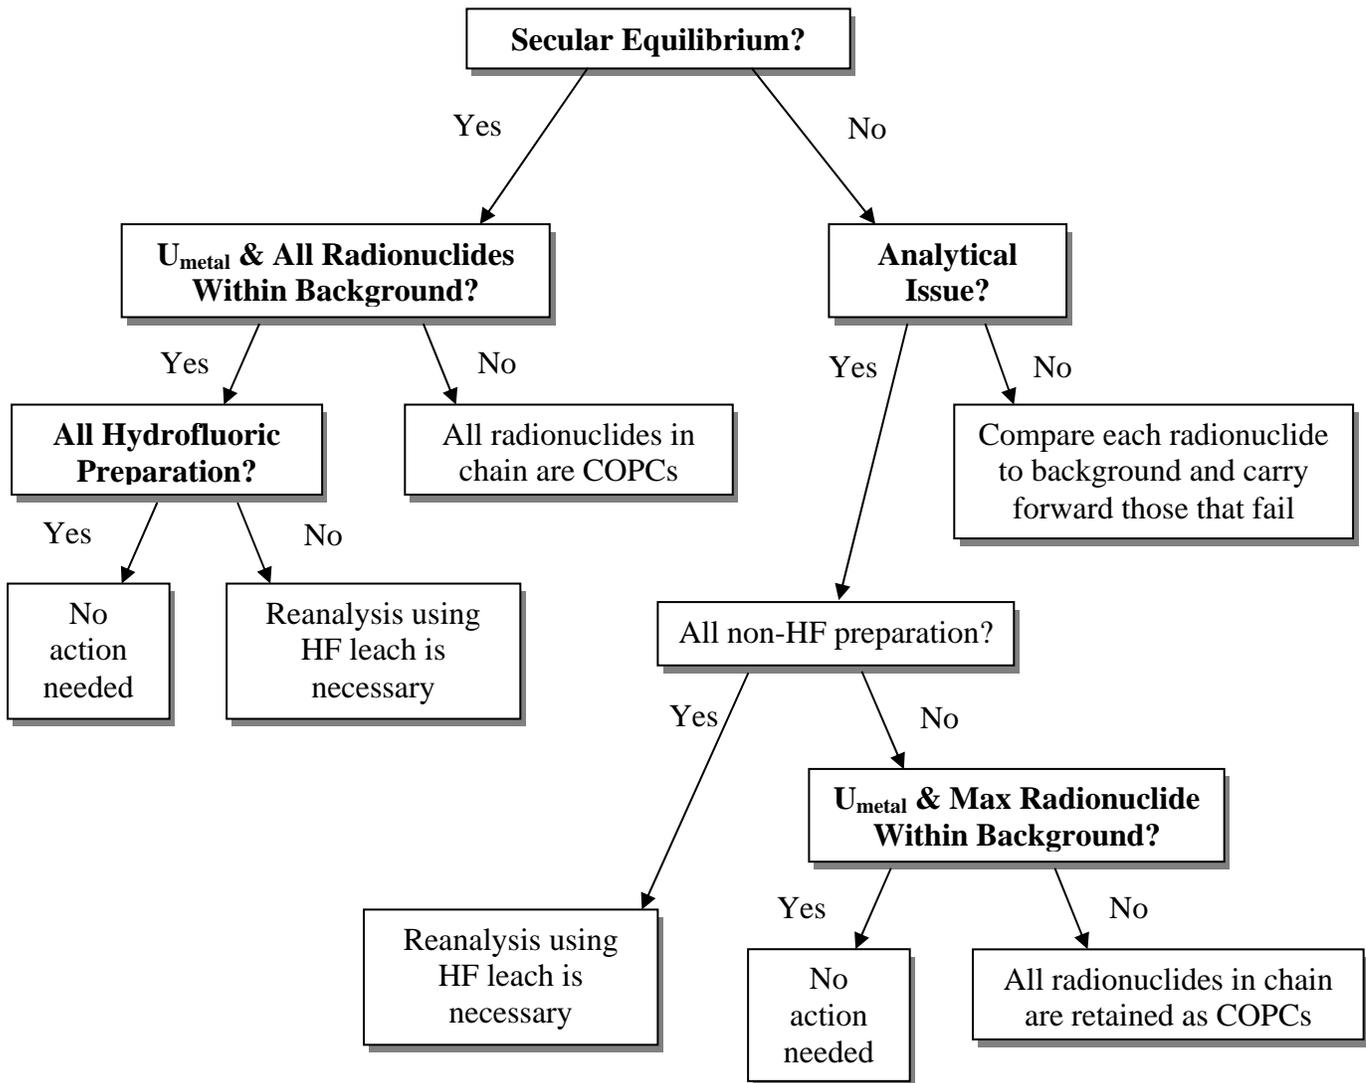 Secular Equilibrium?
Yes
No
U_metal & All Radionuclides
Within Background?
Analytical
Issue?
Yes
No
Yes
No
All Hydrofluoric
Preparation?
All radionuclides in
chain are COPCs
Compare each radionuclide
to background and carry
forward those that fail
Yes
No
No
action
needed
Reanalysis using
HF leach is
necessary
All non-HF preparation?
Yes
No
U_metal & Max Radionuclide
Within Background?
Yes
No
Reanalysis using
HF leach is
necessary
No
action
needed
All radionuclides in chain
are retained as COPCs